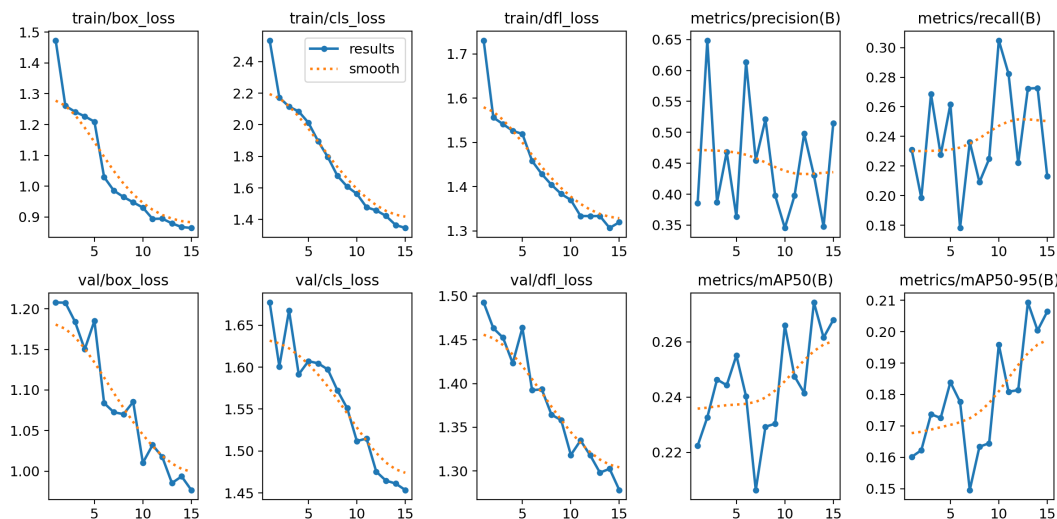 train/box_loss
1.5
1.4
1.3
1.2
1.1
1.0
0.9
5 10 15
train/cls_loss
results
smooth
2.4
2.2
2.0
1.8
1.6
1.4
5 10 15
train/dfl_loss
1.7
1.6
1.5
1.4
1.3
5 10 15
metrics/precision(B)
0.65
0.60
0.55
0.50
0.45
0.40
0.35
5 10 15
metrics/recall(B)
0.30
0.28
0.26
0.24
0.22
0.20
0.18
5 10 15
val/box_loss
1.20
1.15
1.10
1.05
1.00
5 10 15
val/cls_loss
1.65
1.60
1.55
1.50
1.45
5 10 15
val/dfl_loss
1.50
1.45
1.40
1.35
1.30
5 10 15
metrics/mAP50(B)
0.26
0.24
0.22
5 10 15
metrics/mAP50-95(B)
0.21
0.20
0.19
0.18
0.17
0.16
0.15
5 10 15